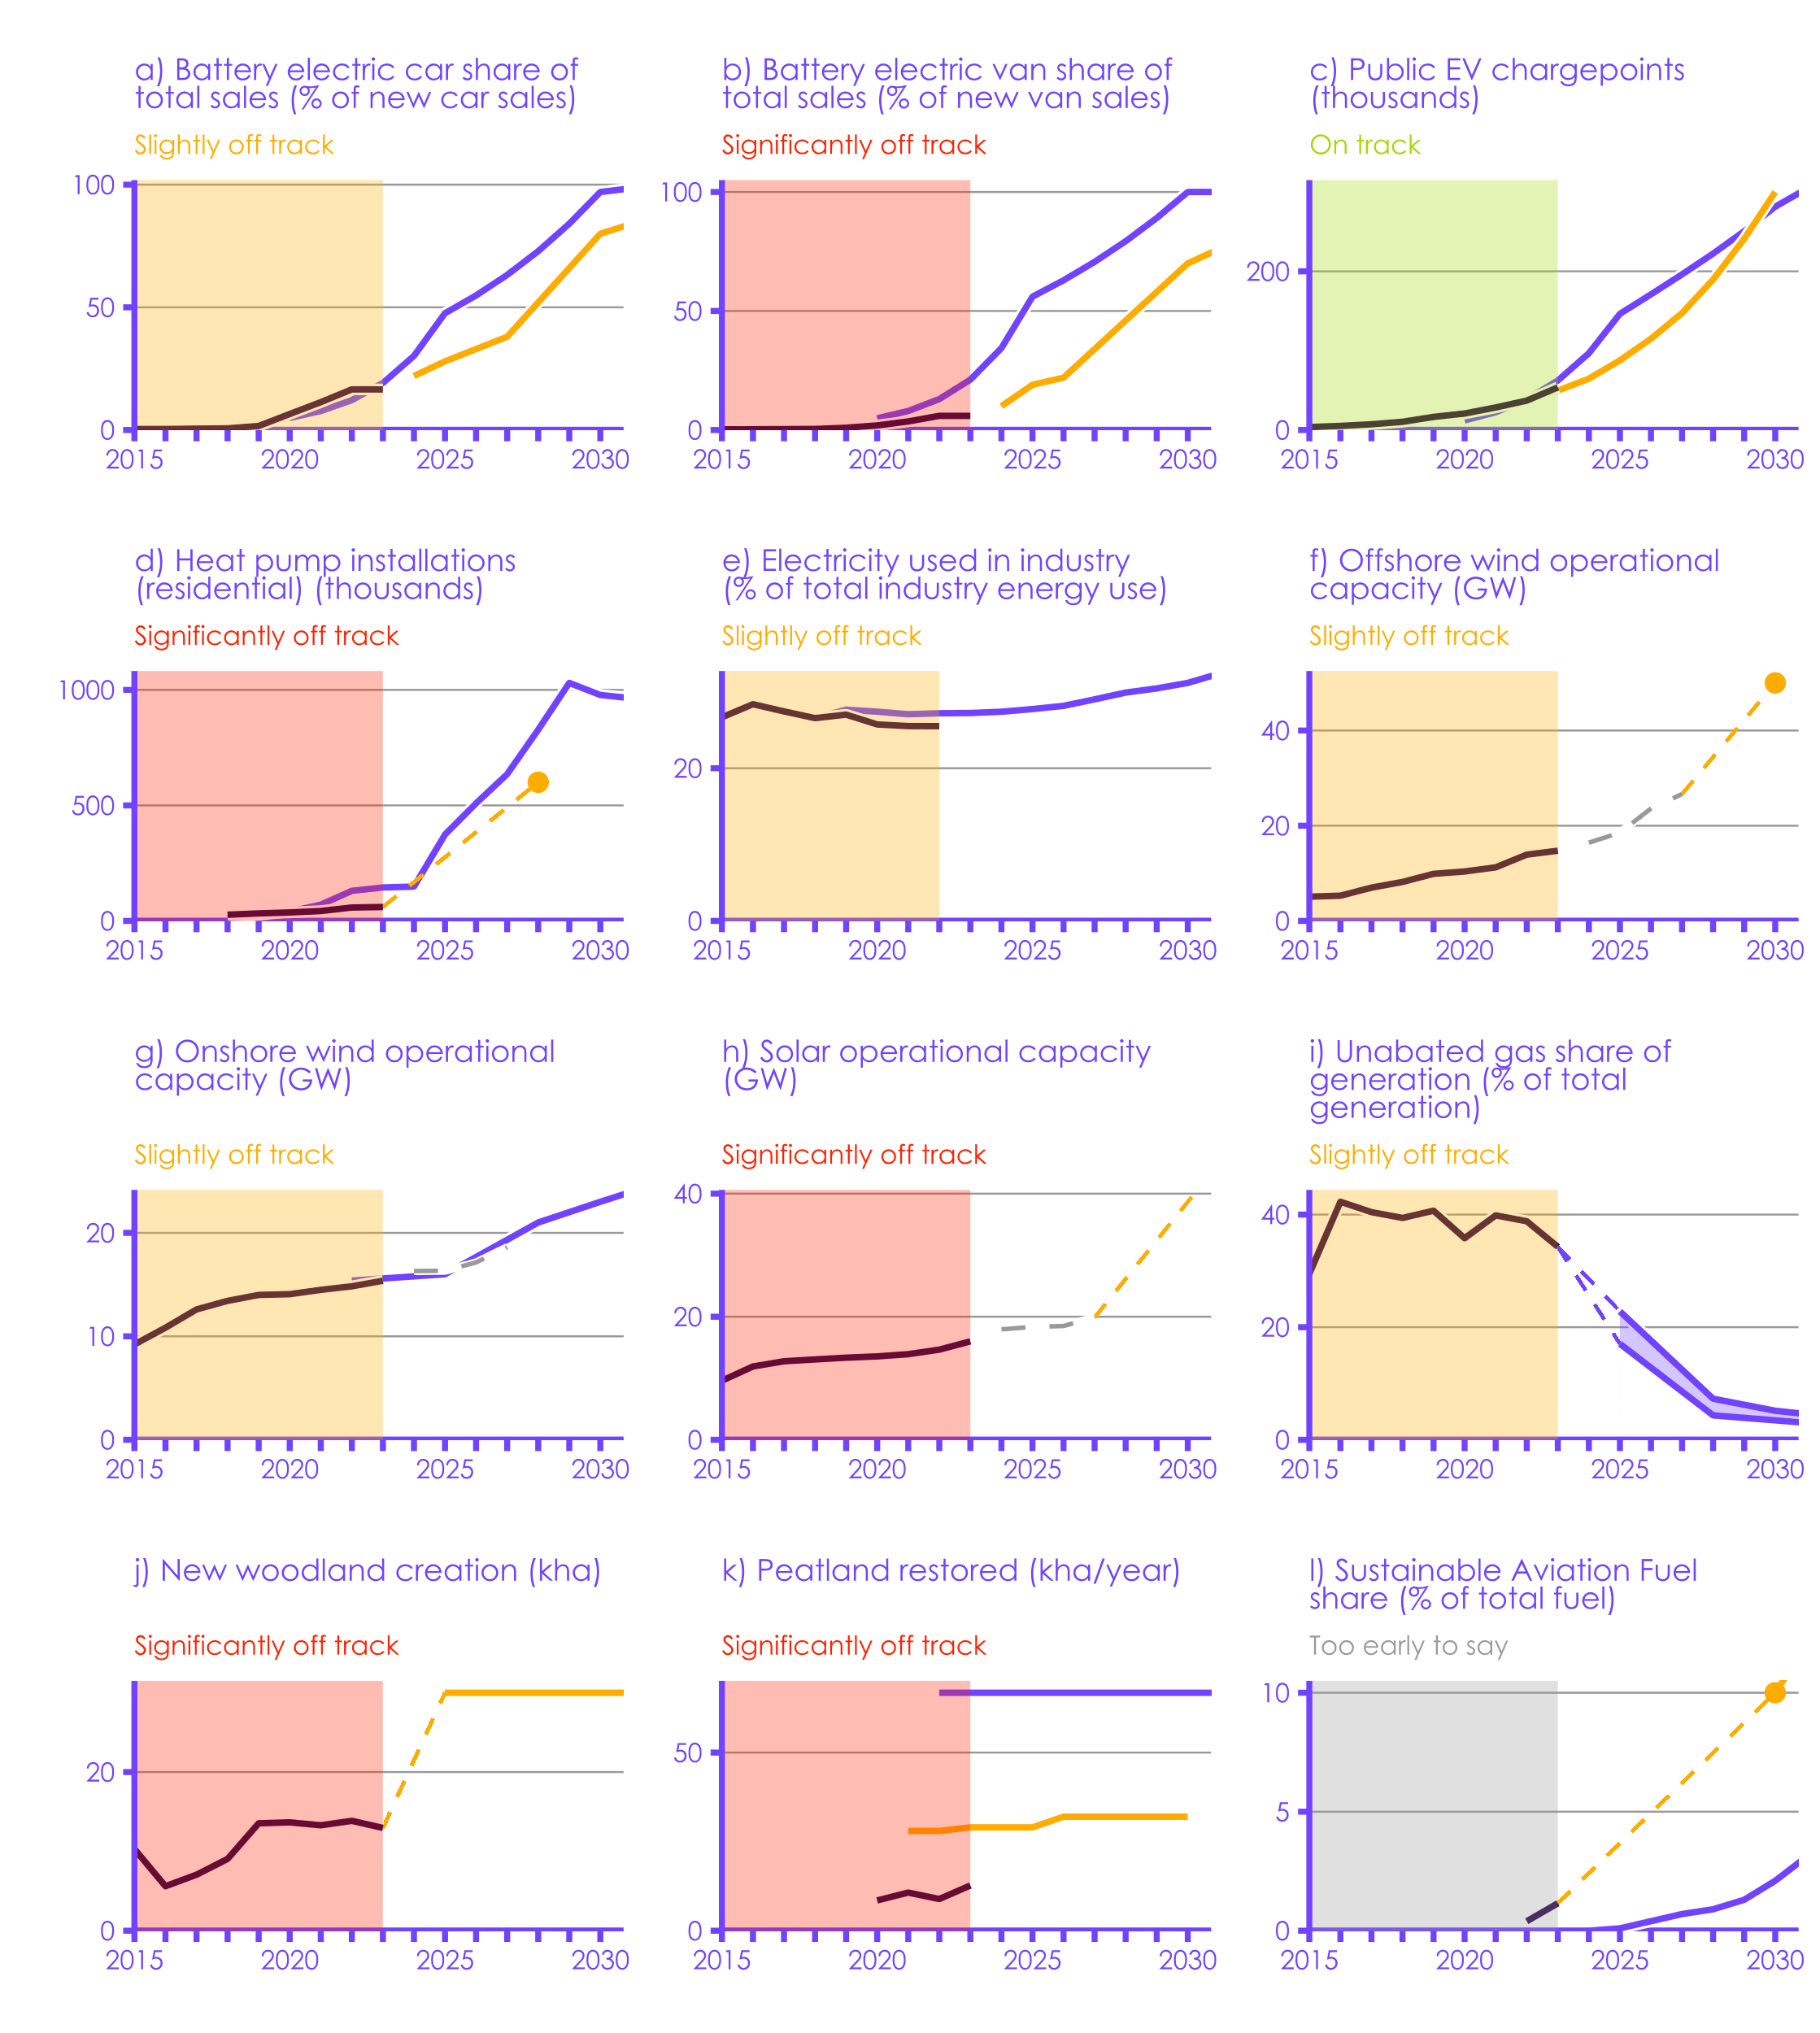 a) Battery electric car share of
total sales (% of new car sales)
Slightly off track
100
50
0
2015 2020 2025 2030
b) Battery electric van share of
total sales (% of new van sales)
Significantly off track
100
50
0
2015 2020 2025 2030
c) Public EV chargepoints
(thousands)
On track
200
0
2015 2020 2025 2030
d) Heat pump installations
(residential) (thousands)
Significantly off track
1000
500
0
2015 2020 2025 2030
e) Electricity used in industry
(% of total industry energy use)
Slightly off track
20
0
2015 2020 2025 2030
f) Offshore wind operational
capacity (GW)
Slightly off track
40
20
0
2015 2020 2025 2030
g) Onshore wind operational
capacity (GW)
Slightly off track
20
10
0
2015 2020 2025 2030
h) Solar operational capacity
(GW)
Significantly off track
40
20
0
2015 2020 2025 2030
i) Unabated gas share of
generation (% of total
generation)
Slightly off track
40
20
0
2015 2020 2025 2030
j) New woodland creation (kha)
Significantly off track
20
0
2015 2020 2025 2030
k) Peatland restored (kha/year)
Significantly off track
50
0
2015 2020 2025 2030
l) Sustainable Aviation Fuel
share (% of total fuel)
Too early to say
10
5
0
2015 2020 2025 2030